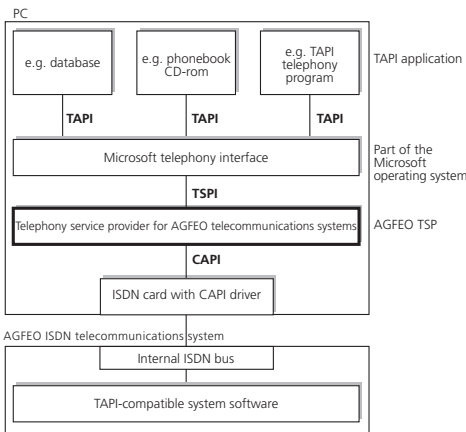 PC
e.g. database
e.g. phonebook
CD-rom
e.g. TAPI
telephony
program
TAPI application
TAPI
TAPI
TAPI
Microsoft telephony interface
Part of the
Microsoft
operating system
TSPI
Telephony service provider for AGFEO telecommunications systems
AGFEO TSP
CAPI
ISDN card with CAPI driver
AGFEO ISDN telecommunications system
Internal ISDN bus
TAPI-compatible system software